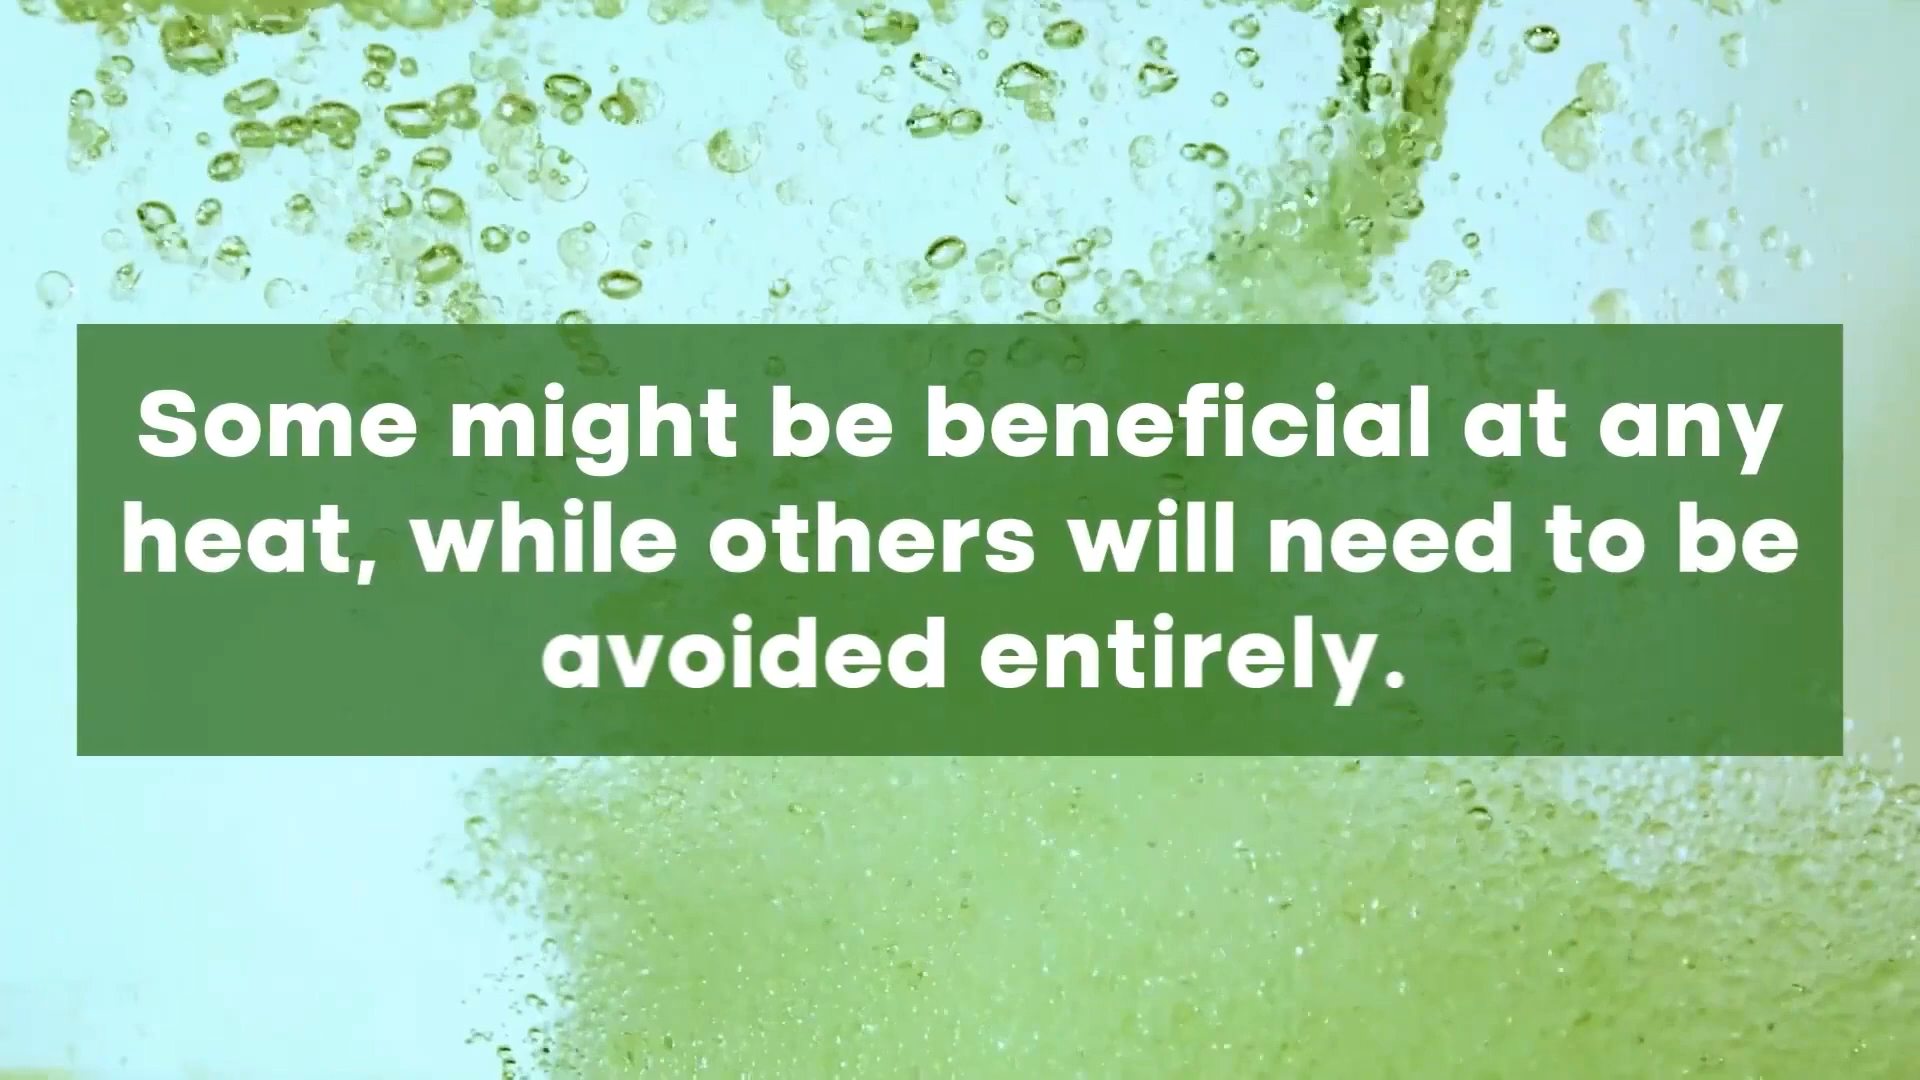 Some might be beneficial at any
heat, while others will need to be
avoided entirely.